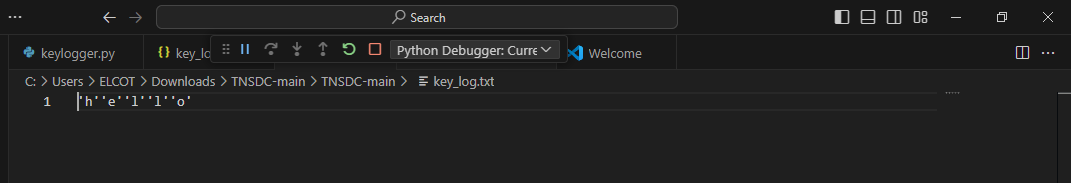 Search
keylogger.py
key_lo
Python Debugger: Curre
Welcome
C: > Users > ELCOT > Downloads > TNSDC-main > TNSDC-main > key_log.txt
1 'h''e''l''l''o'